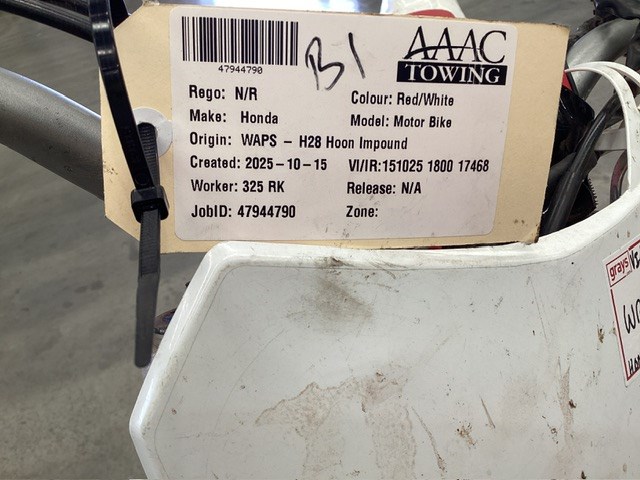 47944790
B1
AAAC
TOWING
Rego: N/R
Colour: Red/White
Make: Honda
Model: Motor Bike
Origin: WAPS - H28 Hoon Impound
Created: 2025-10-15
VI/IR:151025 1800 17468
Worker: 325 RK
Release: N/A
JobID: 47944790
Zone:
grays